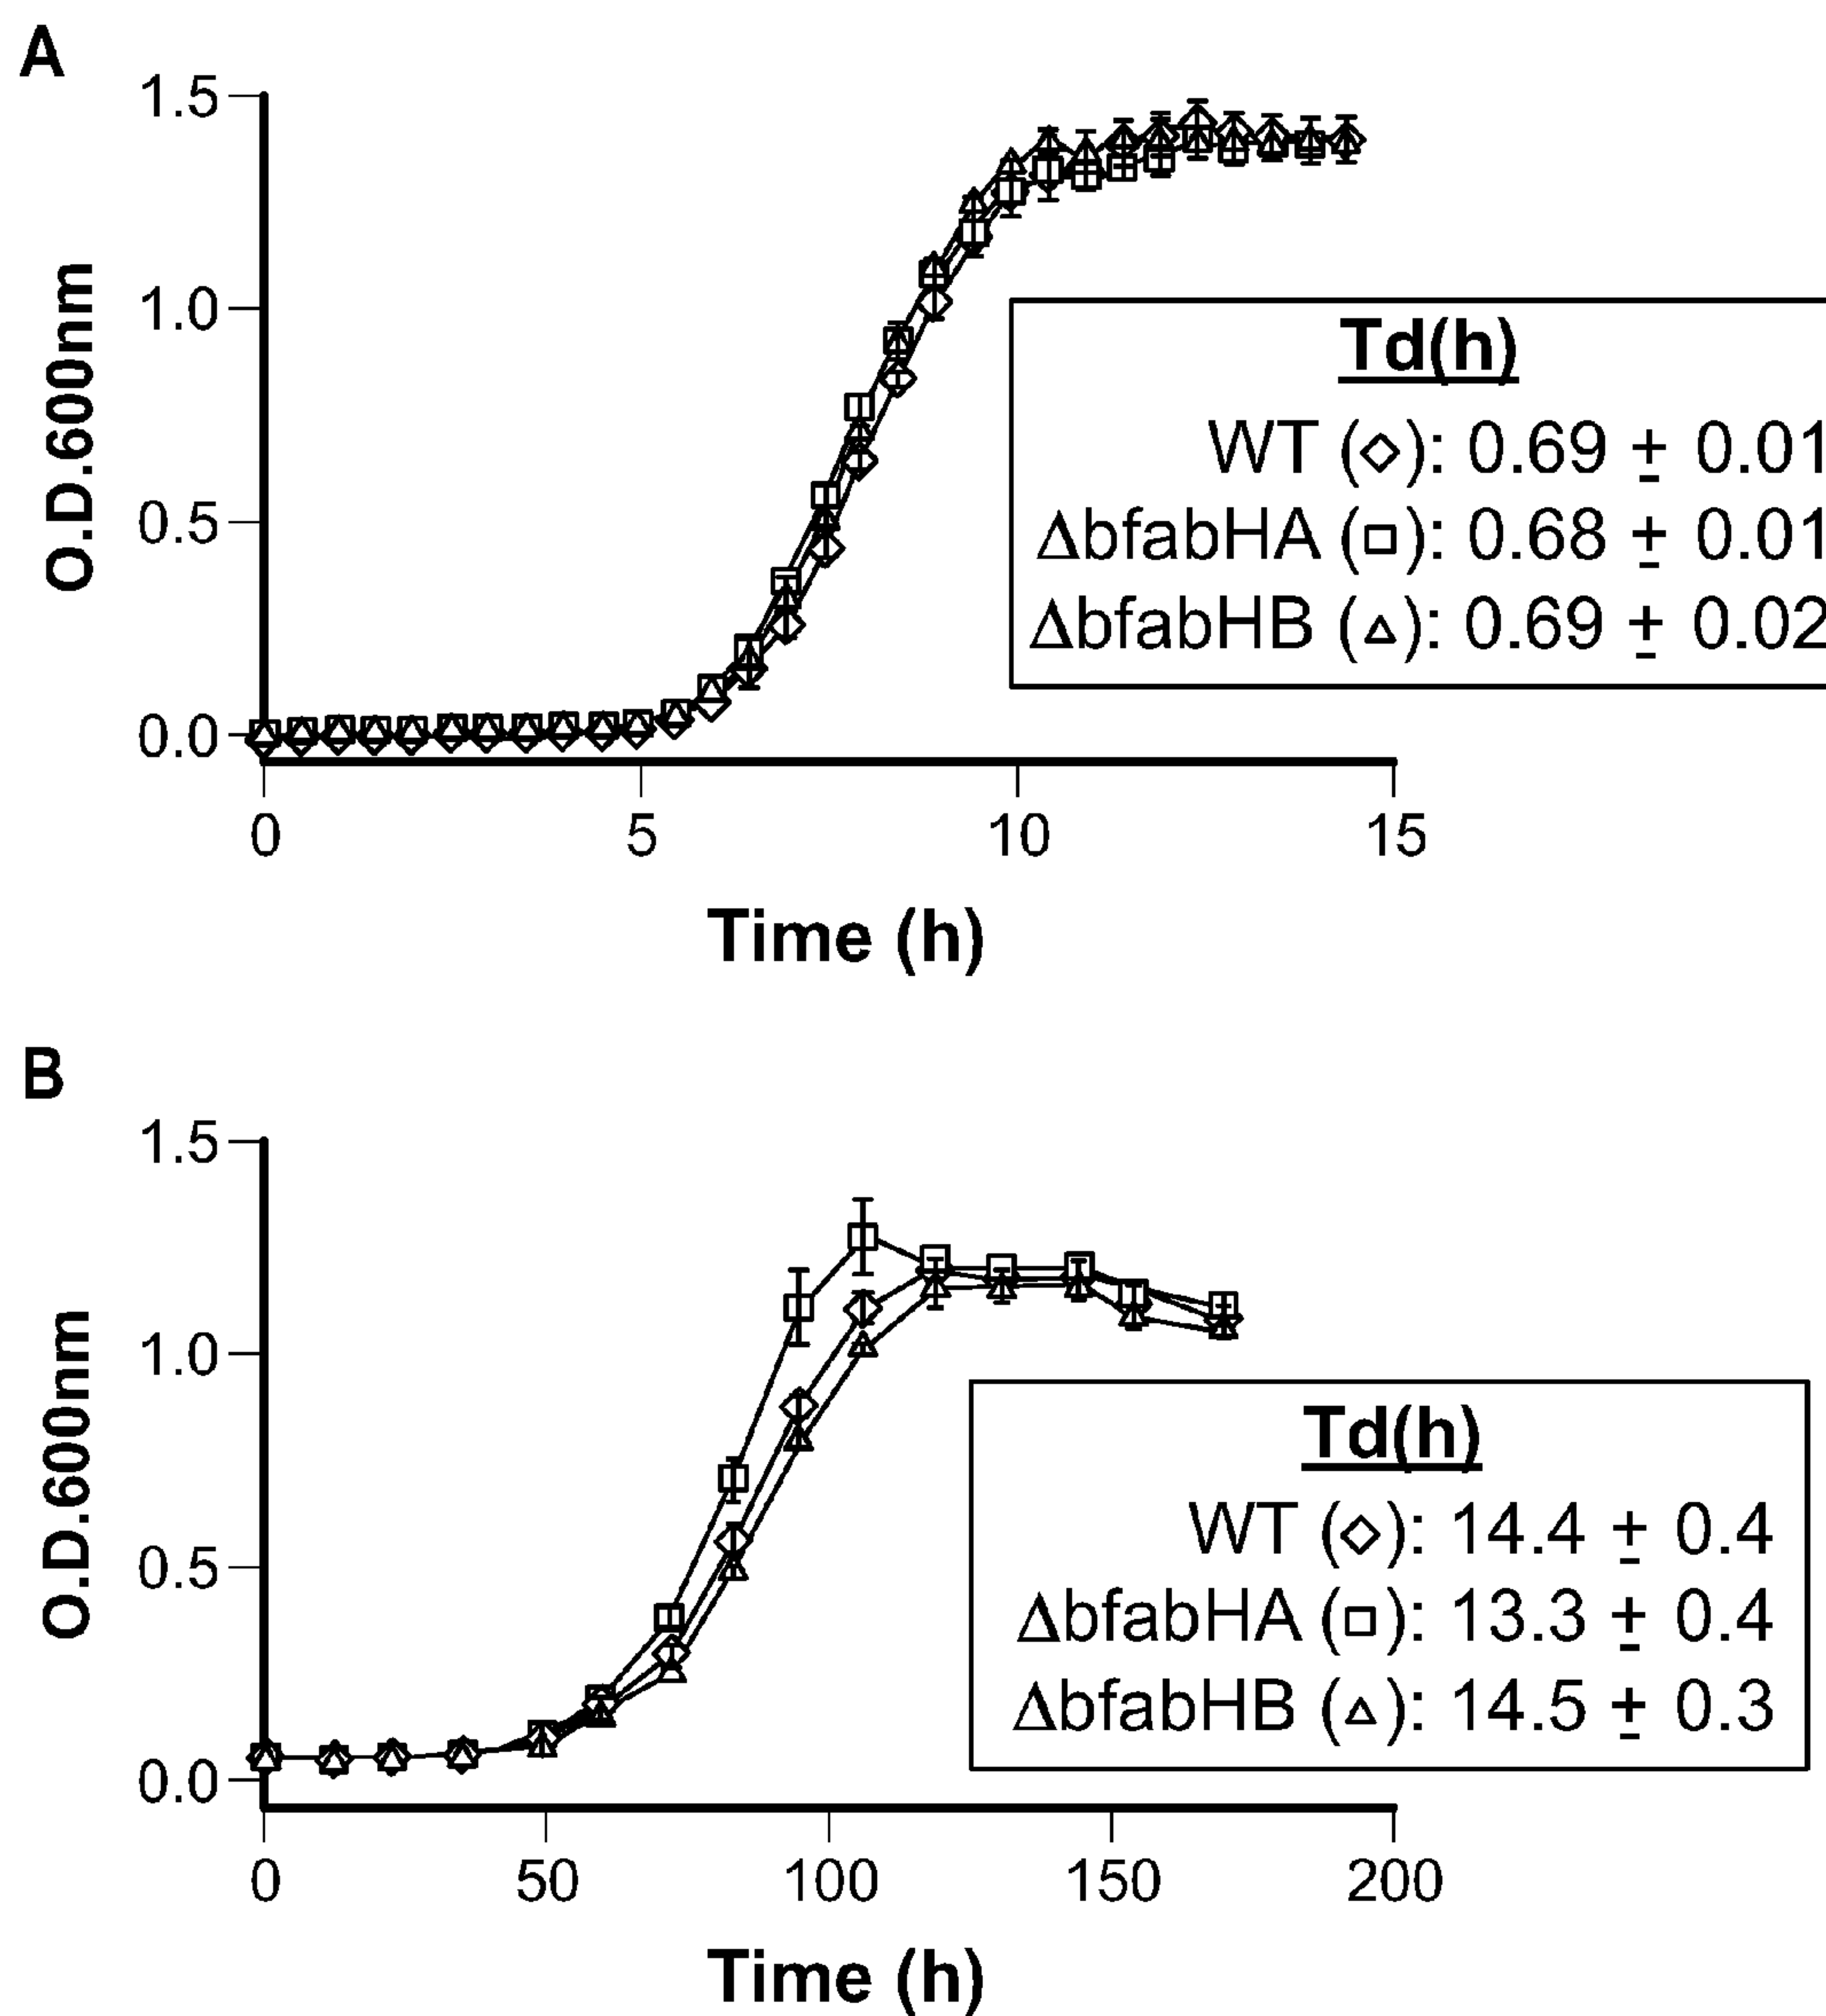 A
1.5
1.0
0.5
0.0
O.D.600nm
Td(h)
WT (◇): 0.69 ± 0.01
ΔbfabHA (□): 0.68 ± 0.01
ΔbfabHB (△): 0.69 ± 0.02
0 5 10 15
Time (h)
B
1.5
1.0
0.5
0.0
O.D.600nm
Td(h)
WT (◇): 14.4 ± 0.4
ΔbfabHA (□): 13.3 ± 0.4
ΔbfabHB (△): 14.5 ± 0.3
0 50 100 150 200
Time (h)